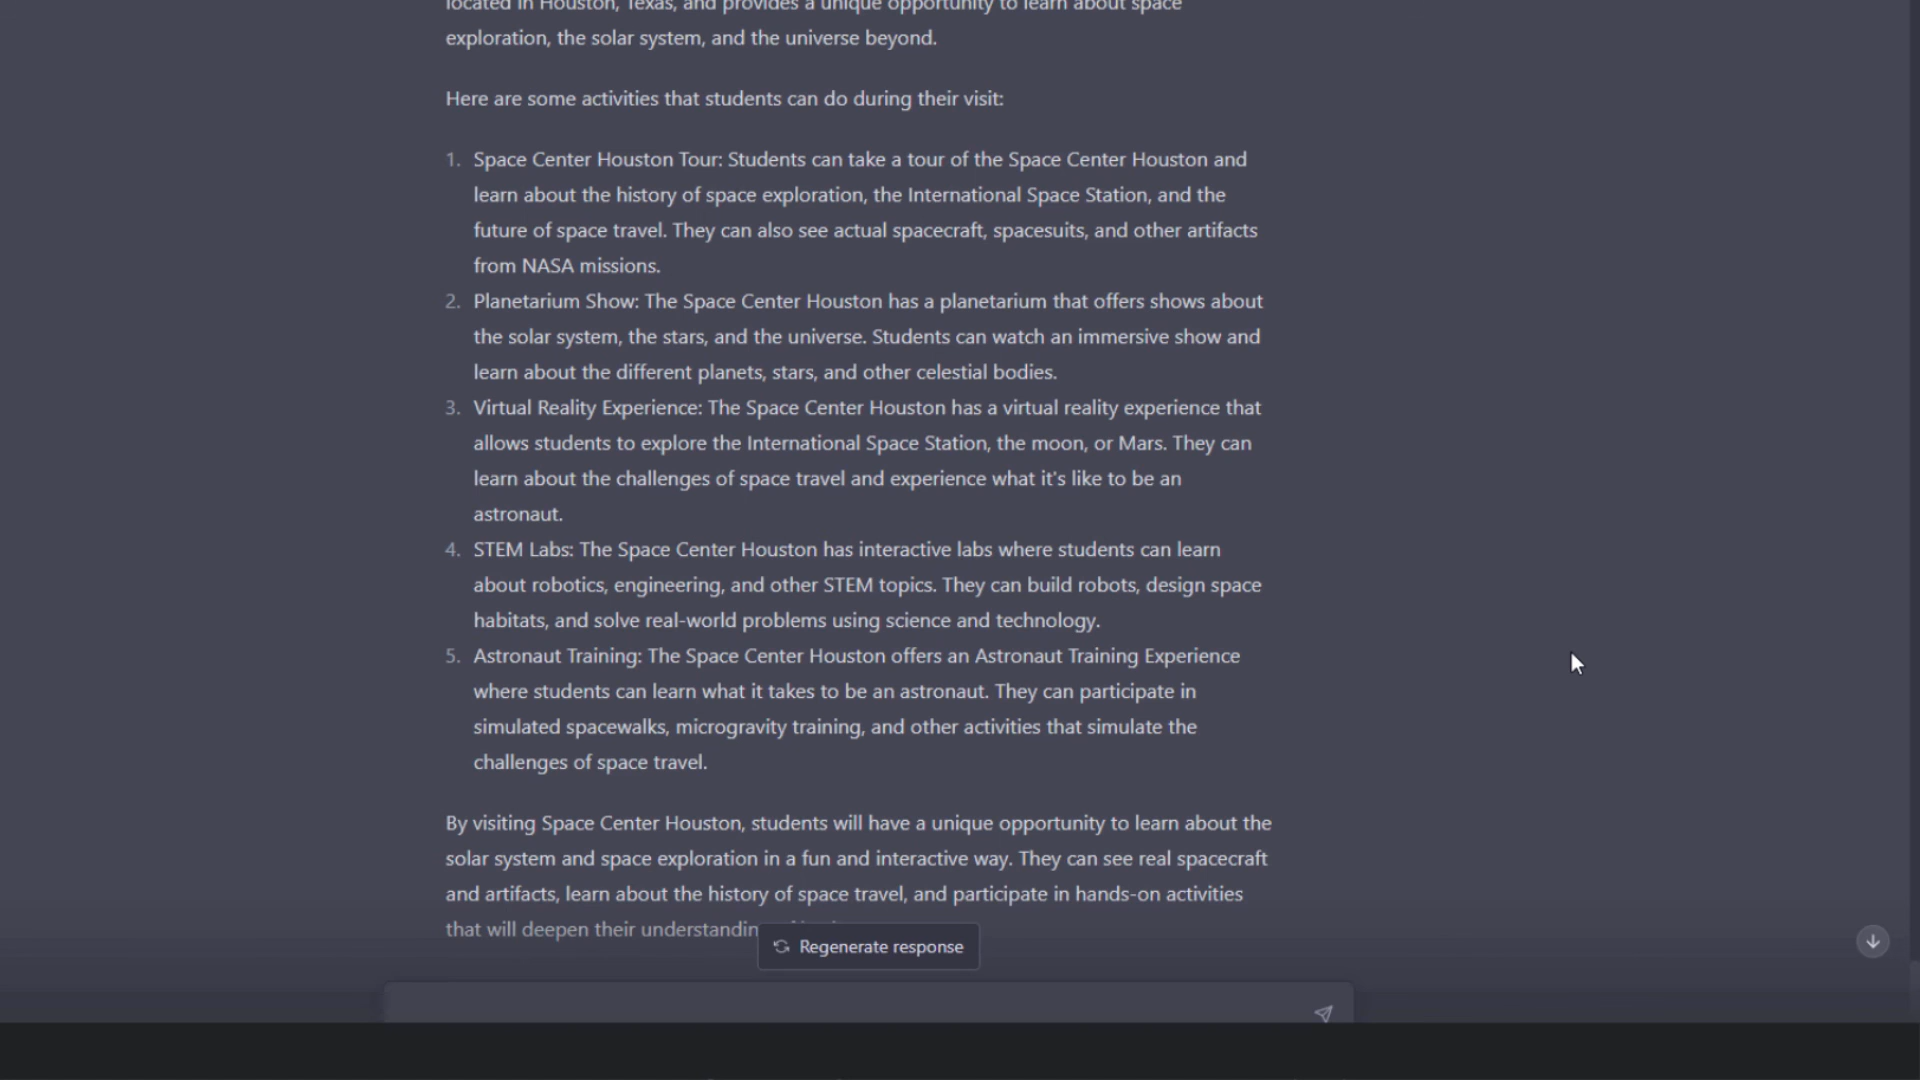 located in Houston, Texas, and provides a unique opportunity to learn about space
exploration, the solar system, and the universe beyond.
Here are some activities that students can do during their visit:
1. Space Center Houston Tour: Students can take a tour of the Space Center Houston and
learn about the history of space exploration, the International Space Station, and the
future of space travel. They can also see actual spacecraft, spacesuits, and other artifacts
from NASA missions.
2. Planetarium Show: The Space Center Houston has a planetarium that offers shows about
the solar system, the stars, and the universe. Students can watch an immersive show and
learn about the different planets, stars, and other celestial bodies.
3. Virtual Reality Experience: The Space Center Houston has a virtual reality experience that
allows students to explore the International Space Station, the moon, or Mars. They can
learn about the challenges of space travel and experience what it's like to be an
astronaut.
4. STEM Labs: The Space Center Houston has interactive labs where students can learn
about robotics, engineering, and other STEM topics. They can build robots, design space
habitats, and solve real-world problems using science and technology.
5. Astronaut Training: The Space Center Houston offers an Astronaut Training Experience
where students can learn what it takes to be an astronaut. They can participate in
simulated spacewalks, microgravity training, and other activities that simulate the
challenges of space travel.
By visiting Space Center Houston, students will have a unique opportunity to learn about the
solar system and space exploration in a fun and interactive way. They can see real spacecraft
and artifacts, learn about the history of space travel, and participate in hands-on activities
that will deepen their
Regenerate response